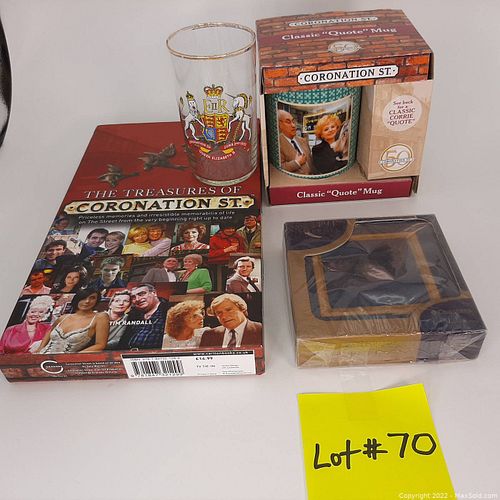 CORONATION ST.
Classic "Quote" Mug
CORONATION ST.
See back
for a
CLASSIC
CORRIE
"QUOTE"
Classic "Quote" Mug
E R
THE TREASURES OF
CORONATION ST.
Priceless memories and irresistible memorabilia of life
on The Street from the very beginning right up to date
TIM RANDALL
£16.99
Lot # 70
Copyright 2022 - MaxSold.com